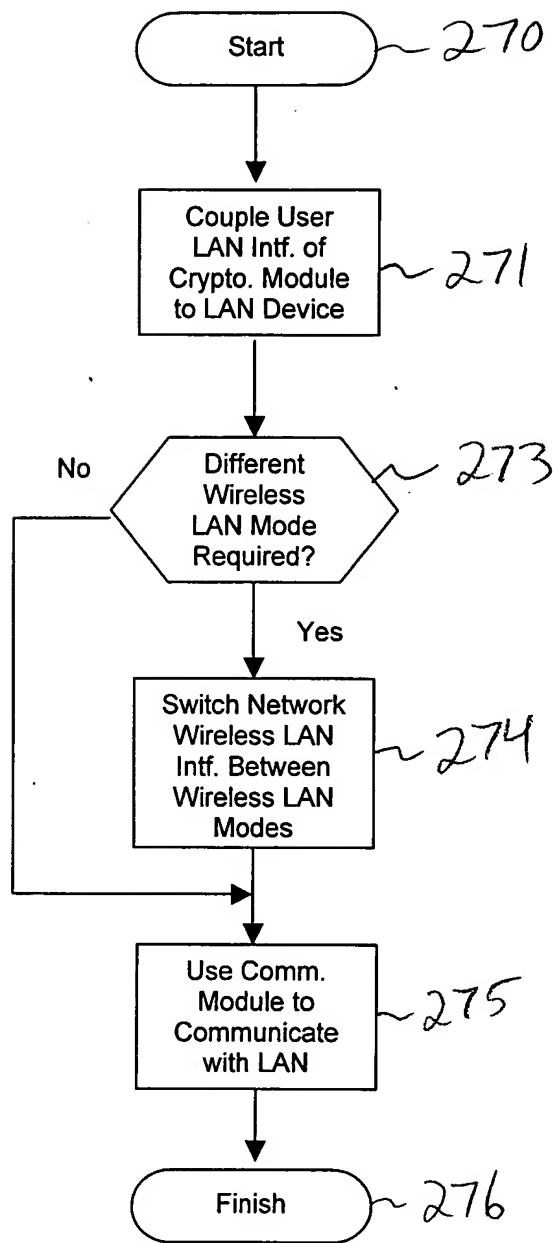 Start
270
Couple User
LAN Intf. of
Crypto. Module
to LAN Device
271
No
Different
Wireless
LAN Mode
Required?
273
Yes
Switch Network
Wireless LAN
Intf. Between
Wireless LAN
Modes
274
Use Comm.
Module to
Communicate
with LAN
275
Finish
276